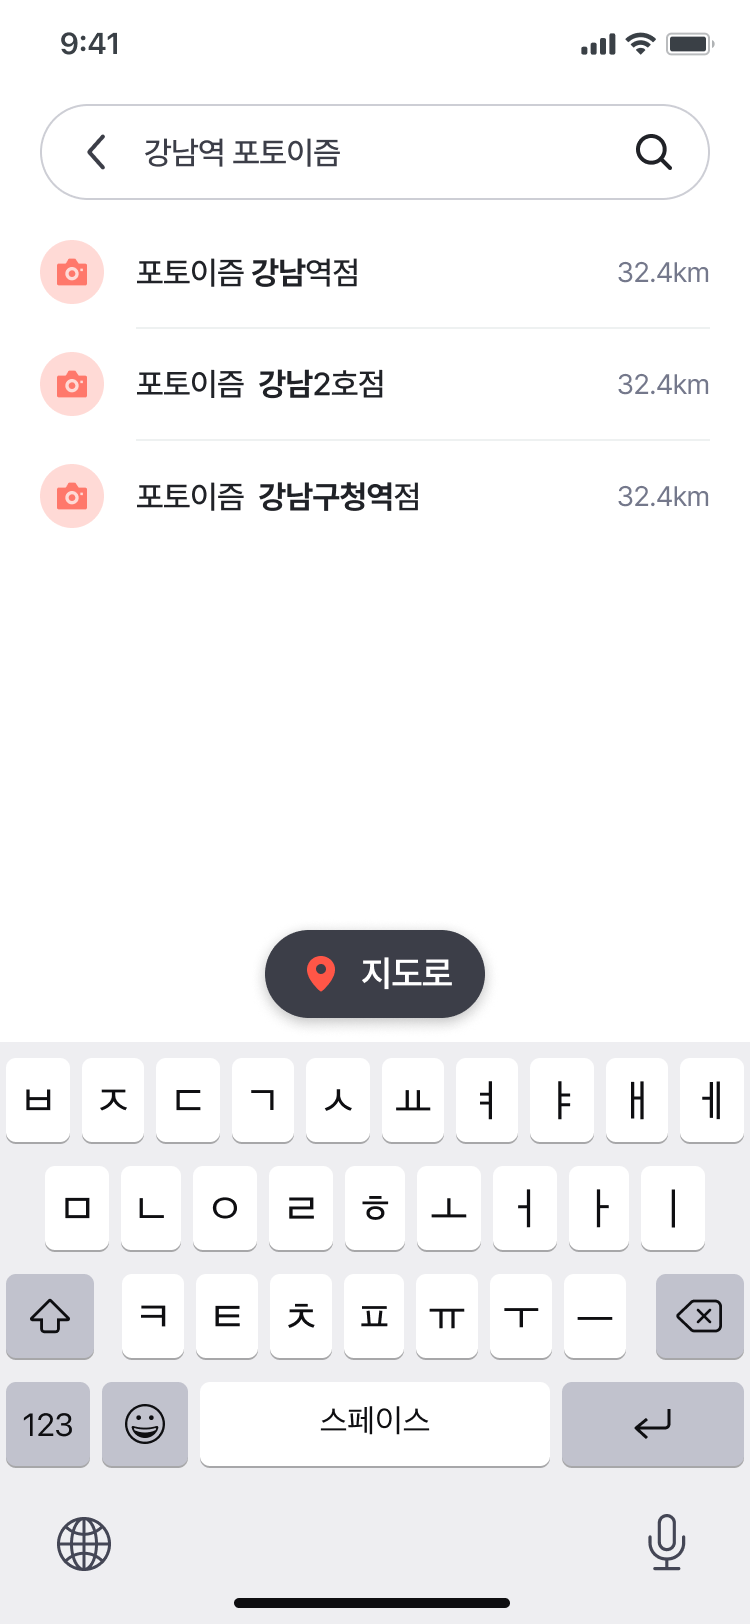 9:41
강남역 포토이즘
포토이즘 강남역점 32.4km
포토이즘 강남2호점 32.4km
포토이즘 강남구청역점 32.4km
지도로
ㅂ ㅈ ㄷ ㄱ ㅅ ㅛ ㅕ ㅑ ㅐ ㅔ
ㅁ ㄴ ㅇ ㄹ ㅎ ㅗ ㅓ ㅏ ㅣ
ㅋ ㅌ ㅊ ㅍ ㅠ ㅜ ㅡ
123 스페이스